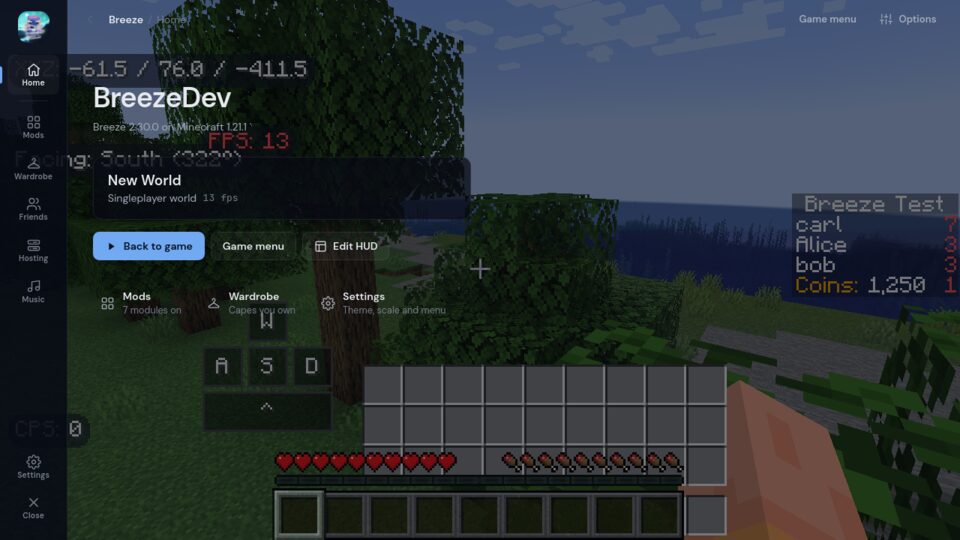 Breeze / Home
Game menu
Options
XYZ: -61.5 / 76.0 / -411.5
Home
BreezeDev
Breeze 2.30.0 on Minecraft 1.21.1
FPS: 13
Facing: South (322°)
Mods
Wardrobe
Friends
Hosting
Music
New World
Singleplayer world 13 fps
Back to game
Game menu
Edit HUD
Mods
7 modules on
Wardrobe
Capes you own
Settings
Theme, scale and menu
W
A S D
^
Breeze Test
carl 7
Alice 3
bob 3
Coins: 1,250 1
CPS: 0
Settings
Close